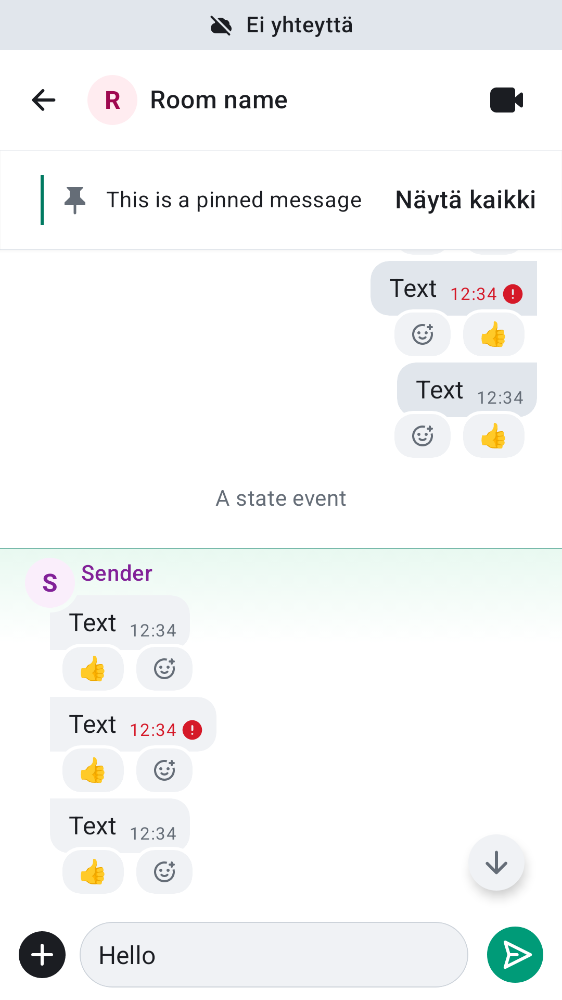 Ei yhteyttä
R Room name
This is a pinned message Näytä kaikki
Text 12:34
Text 12:34
A state event
S Sender
Text 12:34
Text 12:34
Text 12:34
Hello